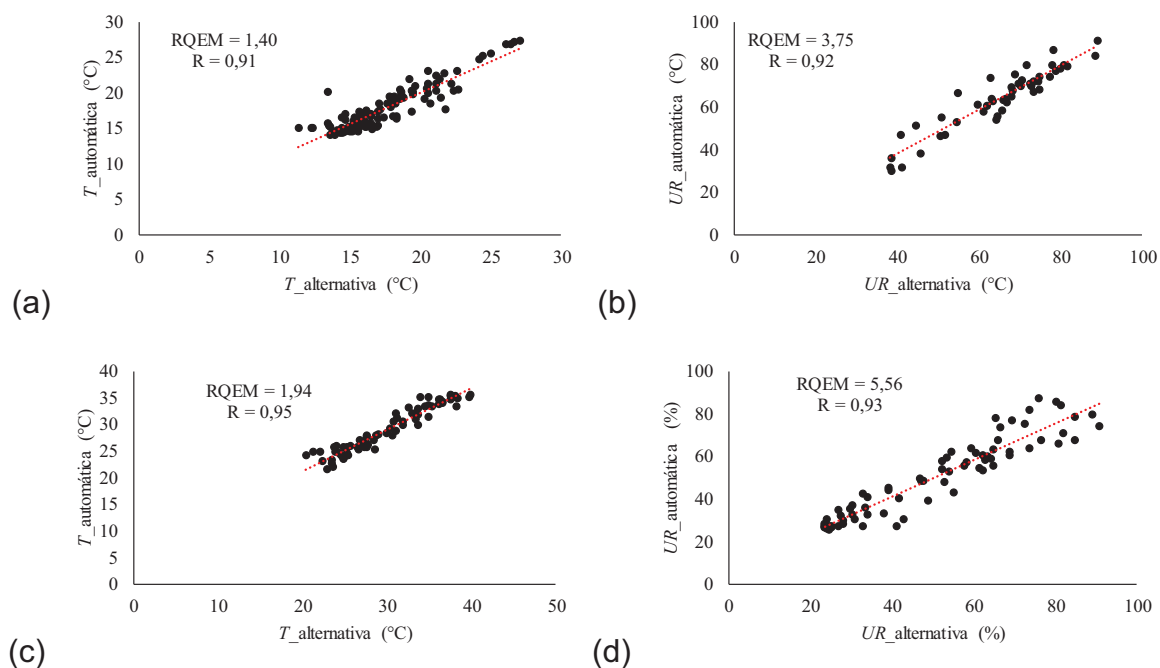 RQEM = 1,40
R = 0,91
T_automática (°C)
30
25
20
15
10
5
0
0 5 10 15 20 25 30
T_alternativa (°C)
(a)
RQEM = 3,75
R = 0,92
UR_automática (°C)
100
80
60
40
20
0
0 20 40 60 80 100
UR_alternativa (°C)
(b)
RQEM = 1,94
R = 0,95
T_automática (°C)
40
35
30
25
20
15
10
5
0
0 10 20 30 40 50
T_alternativa (°C)
(c)
RQEM = 5,56
R = 0,93
UR_automática (%)
100
80
60
40
20
0
0 20 40 60 80 100
UR_alternativa (%)
(d)